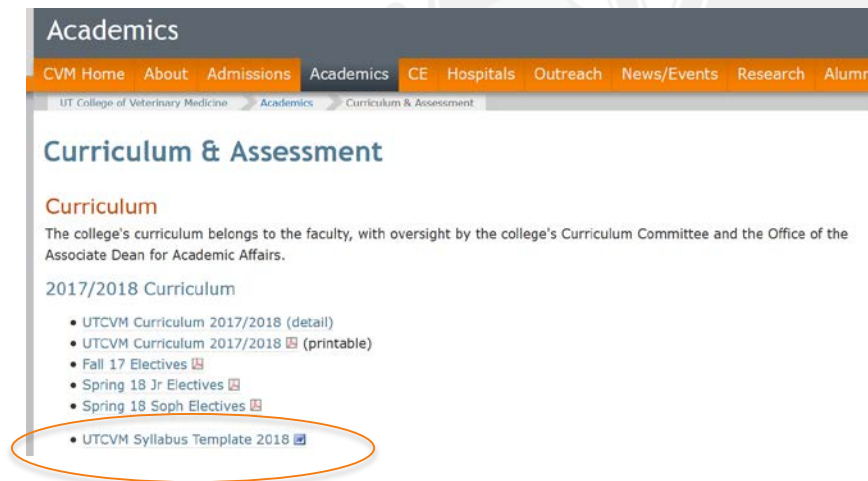 Academics
CVM Home About Admissions Academics CE Hospitals Outreach News/Events Research Alumn
UT College of Veterinary Medicine Academics Curriculum & Assessment
Curriculum & Assessment
Curriculum
The college's curriculum belongs to the faculty, with oversight by the college's Curriculum Committee and the Office of the
Associate Dean for Academic Affairs.
2017/2018 Curriculum
• UTCVM Curriculum 2017/2018 (detail)
• UTCVM Curriculum 2017/2018 (printable)
• Fall 17 Electives
• Spring 18 Jr Electives
• Spring 18 Soph Electives
• UTCVM Syllabus Template 2018